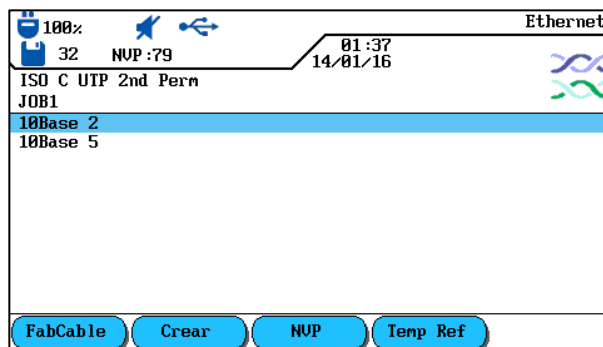 100%
Ethernet
32 NVP:79
01:37
14/01/16
ISO C UTP 2nd Perm
JOB1
10Base 2
10Base 5
FabCable Crear NVP Temp Ref